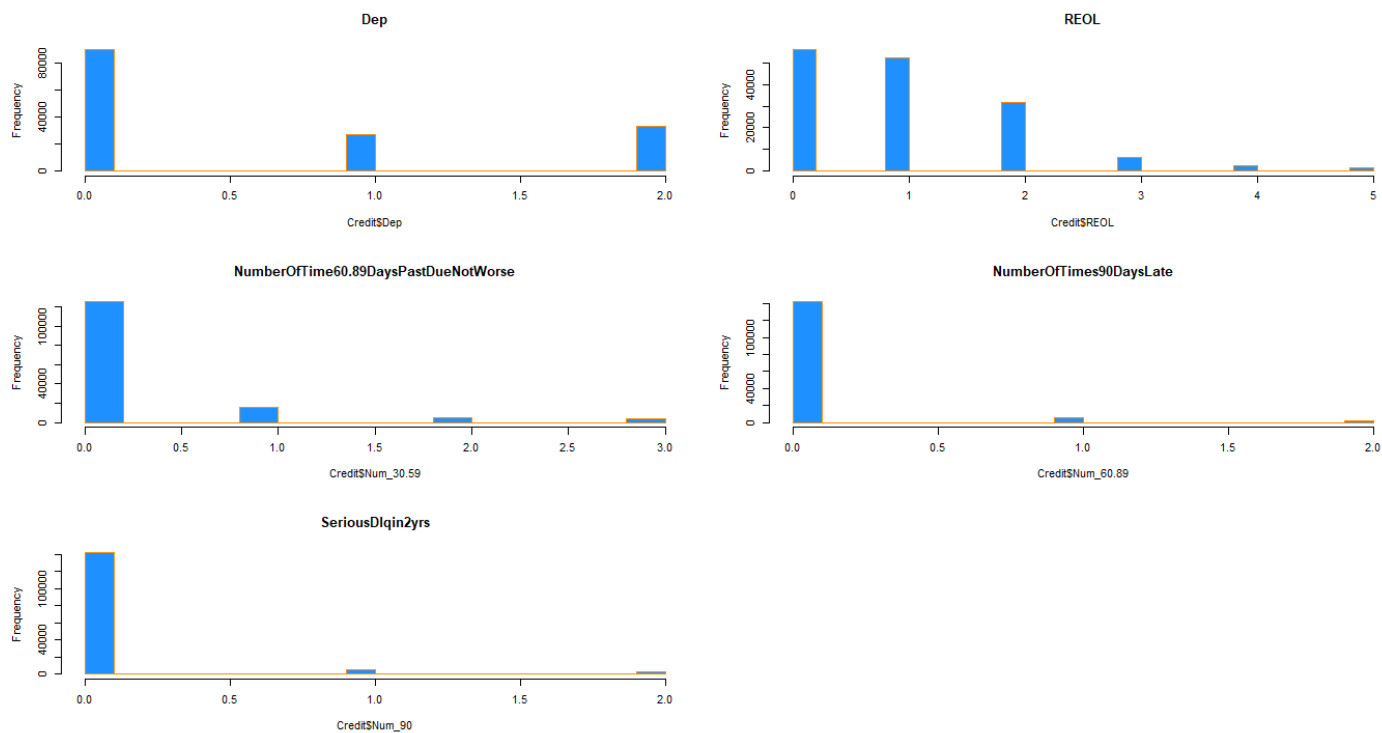 Dep
Frequency
0
40000
80000
0.0 0.5 1.0 1.5 2.0
Credit$Dep
REOL
Frequency
0
20000
40000
0 1 2 3 4 5
Credit$REOL
NumberOfTime60.89DaysPastDueNotWorse
Frequency
0
40000
100000
0.0 0.5 1.0 1.5 2.0 2.5 3.0
Credit$Num_30.59
NumberOfTimes90DaysLate
Frequency
0
40000
100000
0.0 0.5 1.0 1.5 2.0
Credit$Num_60.89
SeriousDlqin2yrs
Frequency
0
40000
100000
0.0 0.5 1.0 1.5 2.0
Credit$Num_90